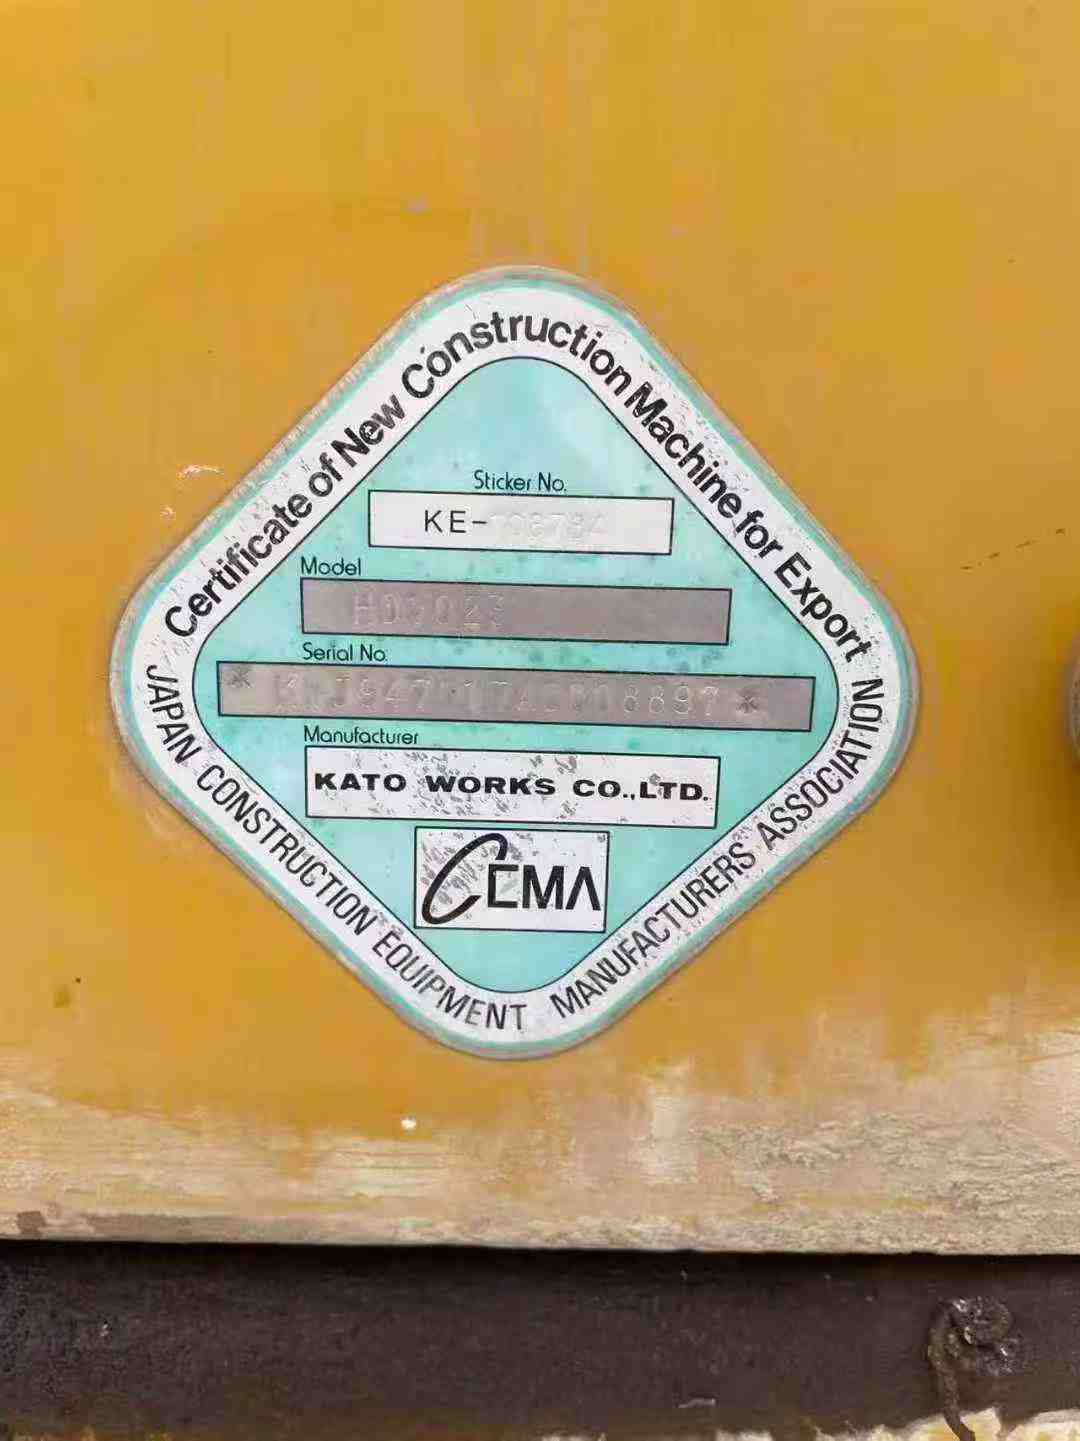 Certificate of New Construction Machine for Export
Sticker No.
KE-
Model
Serial No.
Manufacturer
KATO WORKS CO.,LTD.
CEMA
JAPAN CONSTRUCTION EQUIPMENT MANUFACTURERS ASSOCIATION